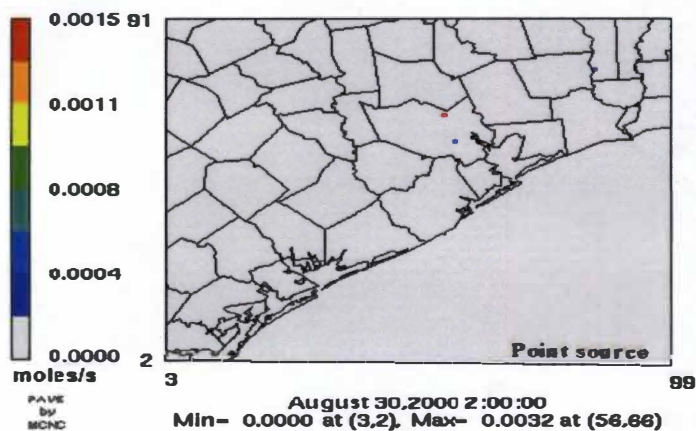 0.0015
91
0.0011
0.0008
0.0004
0.0000
2
Point source
moles/s
3
99
PAVE
by
MCNC
August 30,2000 2:00:00
Min= 0.0000 at (3,2), Max= 0.0032 at (56,66)